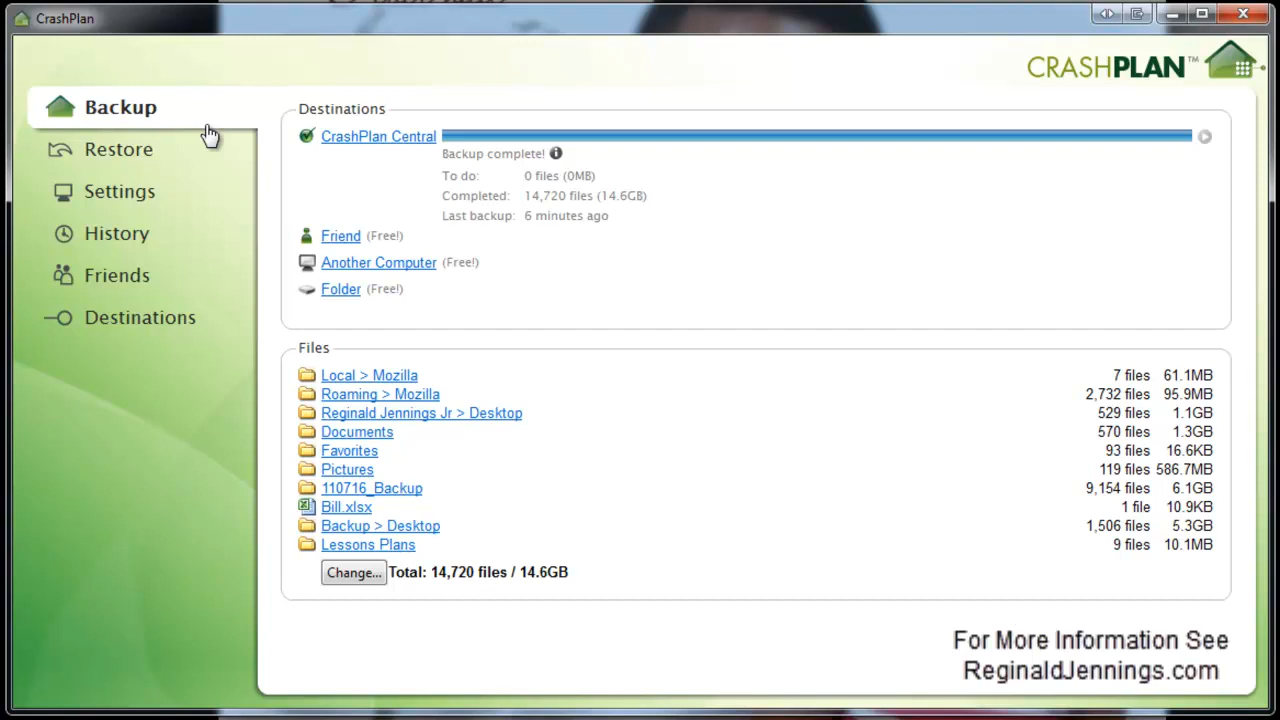 CrashPlan
CRASHPLAN™
Backup
Restore
Settings
History
Friends
Destinations
Destinations
CrashPlan Central
Backup complete!
To do: 0 files (0MB)
Completed: 14,720 files (14.6GB)
Last backup: 6 minutes ago
Friend (Free!)
Another Computer (Free!)
Folder (Free!)
Files
Local > Mozilla 7 files 61.1MB
Roaming > Mozilla 2,732 files 95.9MB
Reginald Jennings Jr > Desktop 529 files 1.1GB
Documents 570 files 1.3GB
Favorites 93 files 16.6KB
Pictures 119 files 586.7MB
110716_Backup 9,154 files 6.1GB
Bill.xlsx 1 file 10.9KB
Backup > Desktop 1,506 files 5.3GB
Lessons Plans 9 files 10.1MB
Change... Total: 14,720 files / 14.6GB
For More Information See
ReginaldJennings.com